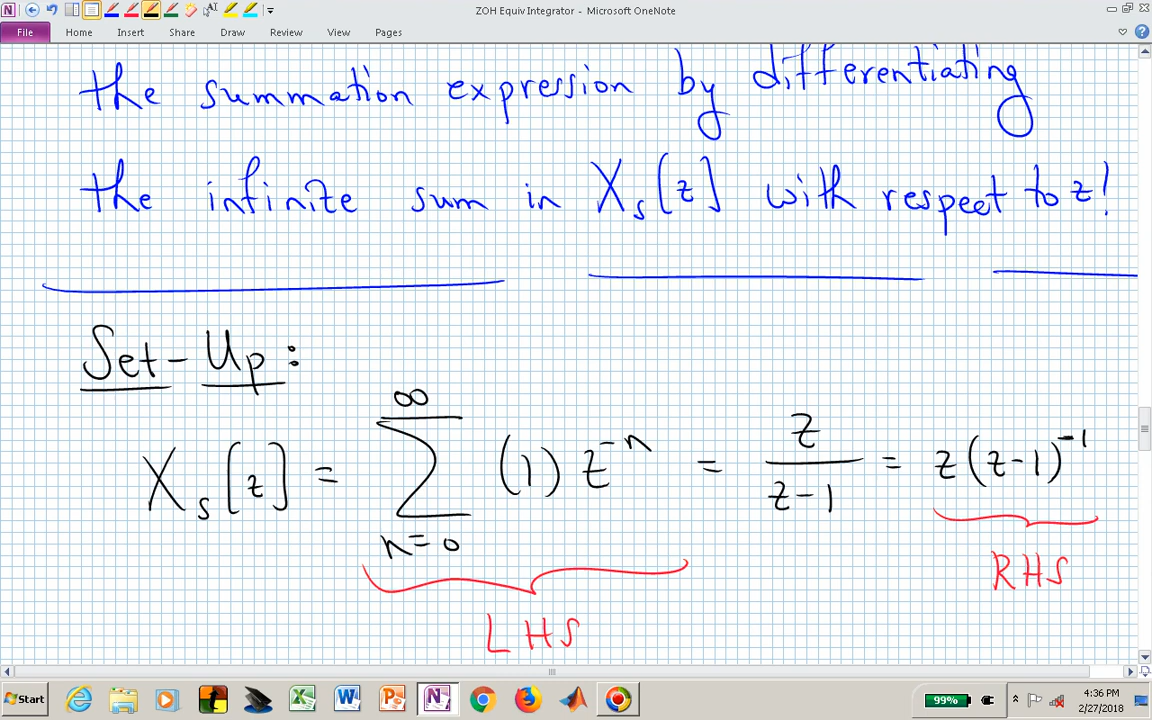 ZOH Equiv Integrator - Microsoft OneNote
File Home Insert Share Draw Review View Pages
the summation expression by differentiating
the infinite sum in Xₛ[z] with respect to z!
Set-Up:
Xₛ[z] = ∑_{n=0}^{∞} (1) z⁻ⁿ = z/(z-1) = z(z-1)⁻¹
LHS
RHS
Start
99%
4:36 PM
2/27/2018